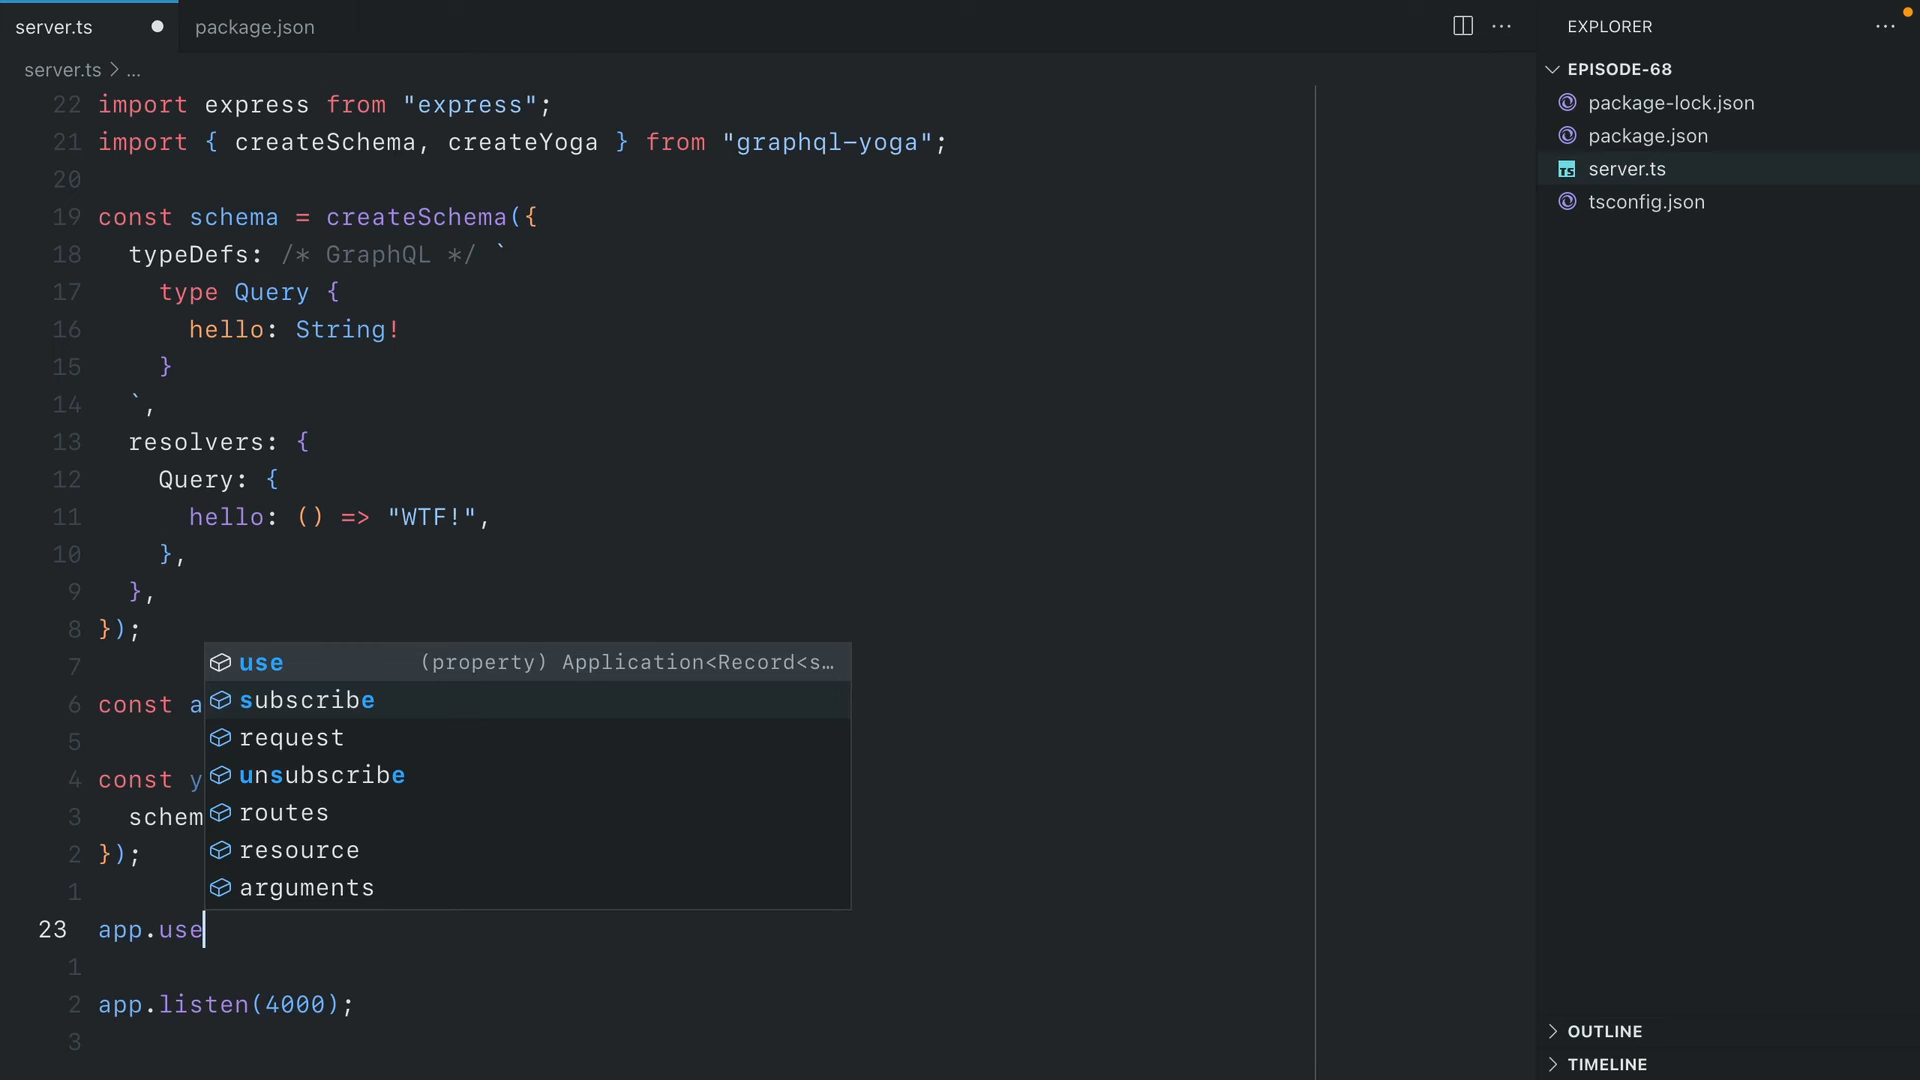 server.ts
package.json
EXPLORER
server.ts > ...
EPISODE-68
package-lock.json
package.json
server.ts
tsconfig.json
22 import express from "express";
21 import { createSchema, createYoga } from "graphql-yoga";
20
19 const schema = createSchema({
18 typeDefs: /* GraphQL */ `
17 type Query {
16 hello: String!
15 }
14 `,
13 resolvers: {
12 Query: {
11 hello: () => "WTF!",
10 },
9 },
8 });
7
use (property) Application<Record<s…
6 const a
subscribe
5
request
4 const y
unsubscribe
3 schem
routes
2 });
resource
1
arguments
23 app.use
1
2 app.listen(4000);
3
OUTLINE
TIMELINE